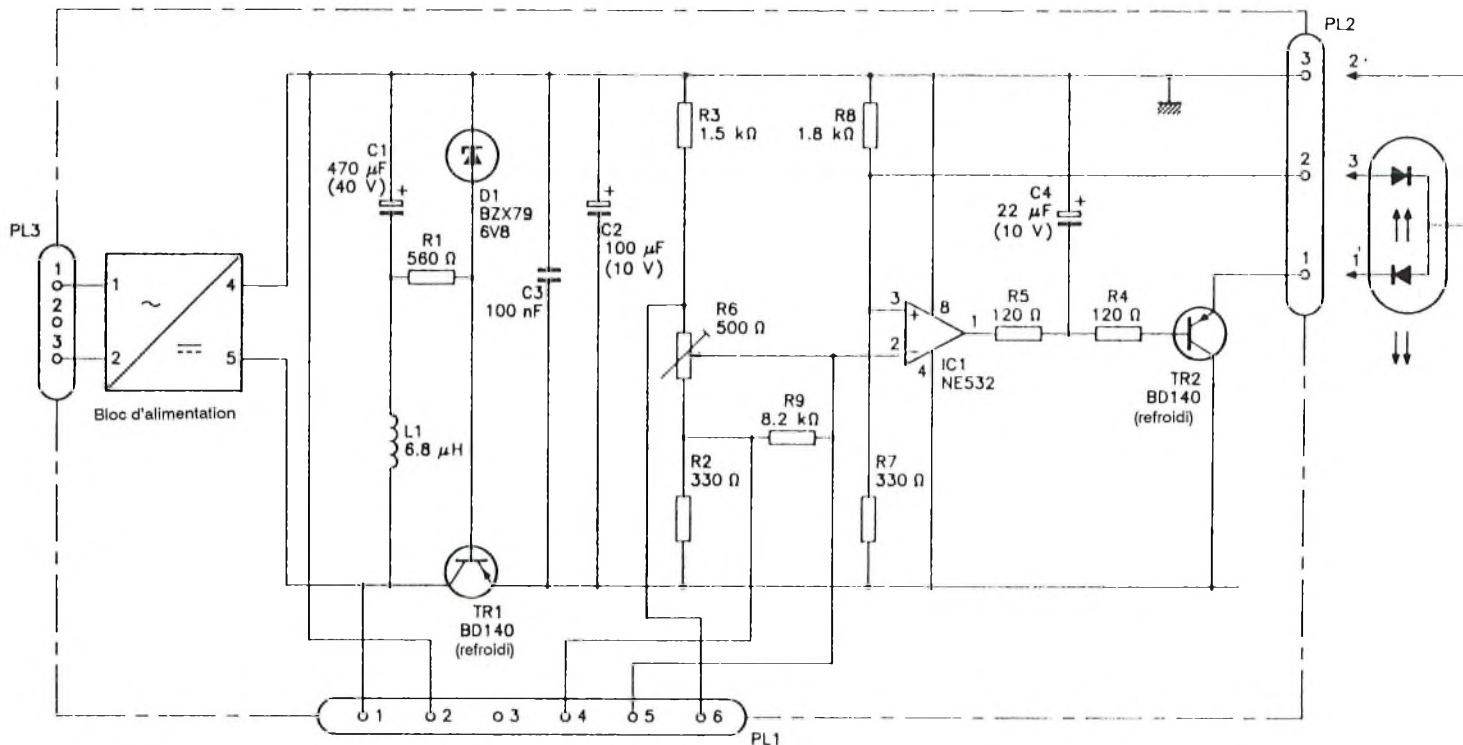 PL2
3
2'
R3
1.5 kΩ
R8
1.8 kΩ
C1
470 µF
(40 V)
+
D1
BZX79
6V8
+
C2
100 µF
(10 V)
2
3
C4
22 µF
(10 V)
+
PL3
1
2
3
1
2
4
5
~
R1
560 Ω
C3
100 nF
1
1'
R6
500 Ω
3
+
2
−
8
1
4
IC1
NE532
R5
120 Ω
R4
120 Ω
TR2
BD140
(refroidi)
Bloc d'alimentation
L1
6.8 µH
R9
8.2 kΩ
R2
330 Ω
R7
330 Ω
TR1
BD140
(refroidi)
1 2 3 4 5 6
PL1